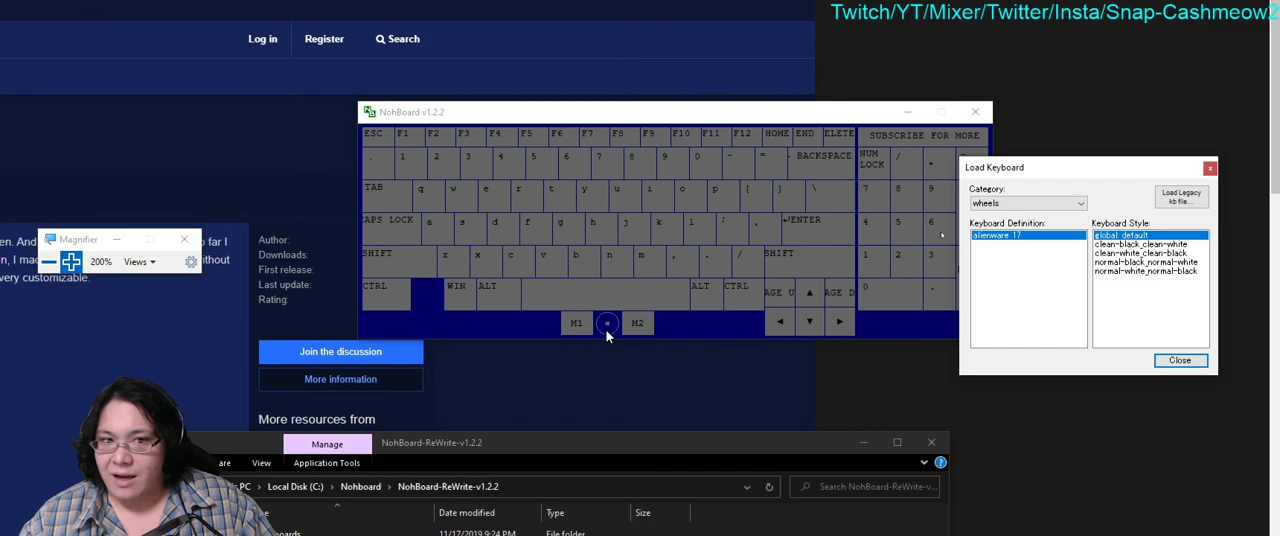 Twitch/YT/Mixer/Twitter/Insta/Snap-Cashmeow2
Log in Register Search
NohBoard v1.2.2
ESC F1 F2 F3 F4 F5 F6 F7 F8 F9 F10 F11 F12 HOME END ELETE SUBSCRIBE FOR MORE
. 1 2 3 4 5 6 7 8 9 0 - = - BACKSPACE NUM LOCK / * -
TAB q w e r t y u i o p [ ] \ 7 8 9
APS LOCK a s d f g h j k l ; , ↵ENTER 4 5 6
SHIFT z x c v b n m , . / SHIFT 1 2 3
CTRL WIN ALT ALT CTRL AGE U ▲ AGE D 0 .
M1 M2 ◄ ▼ ►
Load Keyboard
Category:
wheels
Load Legacy
kb file...
Keyboard Definition: Keyboard Style:
alienware 17
global: default
clean-black_clean-white
clean-white_clean-black
normal-black_normal-white
normal-white_normal-black
Close
en. And
so far I
n, I ma
without
very customizable.
Magnifier
200% Views
Author:
Downloads:
First release:
Last update:
Rating:
Join the discussion
More information
More resources from
Manage NohBoard-ReWrite-v1.2.2
are View Application Tools
PC Local Disk (C:) Nohboard NohBoard-ReWrite-v1.2.2 Search NohBoard-ReWrite-v...
e Date modified Type Size
oards 11/17/2019 9:24 PM File folder